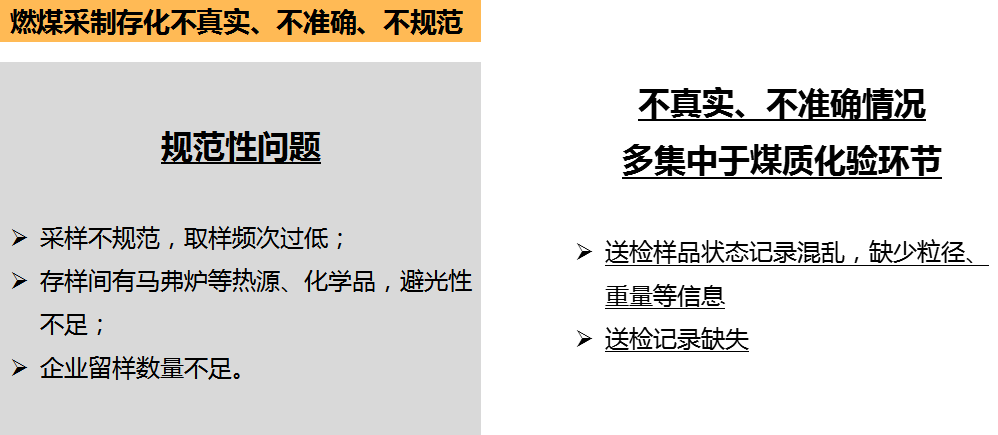 燃煤采制存化不真实、不准确、不规范
规范性问题
➢ 采样不规范，取样频次过低；
➢ 存样间有马弗炉等热源、化学品，避光性
不足；
➢ 企业留样数量不足。
不真实、不准确情况
多集中于煤质化验环节
➢ 送检样品状态记录混乱，缺少粒径、
重量等信息
➢ 送检记录缺失